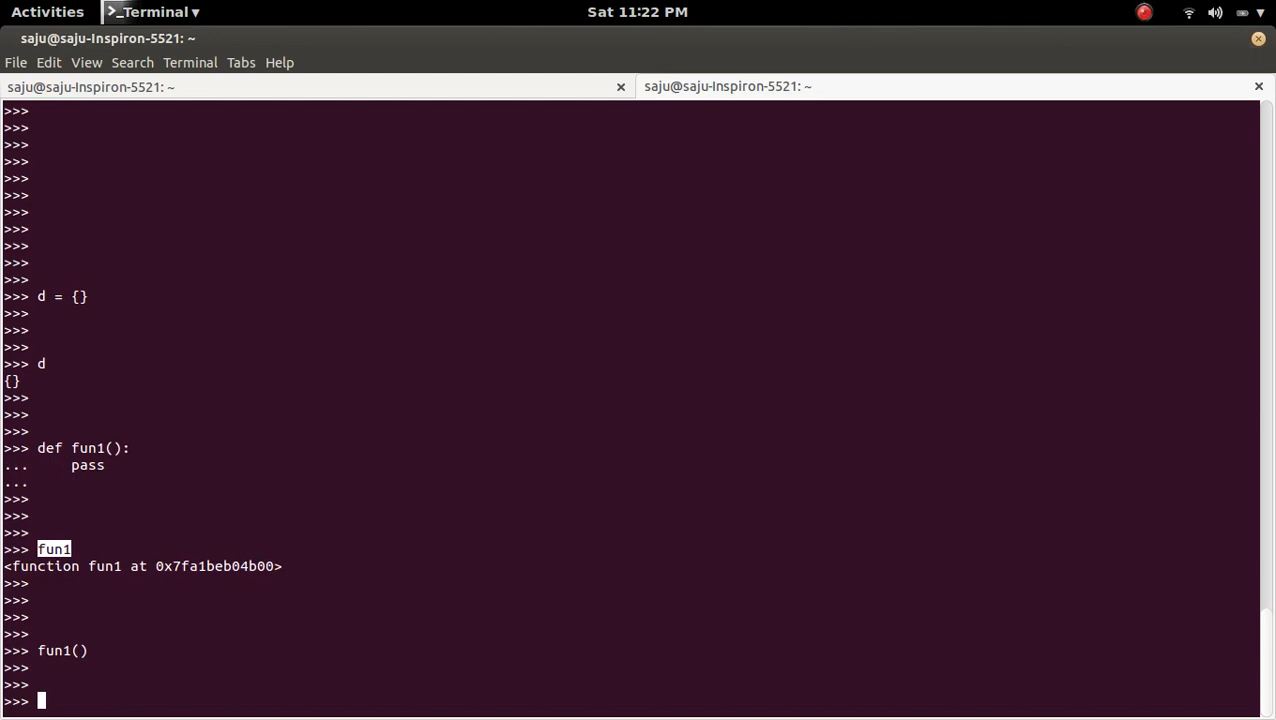 Activities >_Terminal ▾ Sat 11:22 PM
saju@saju-Inspiron-5521: ~
File Edit View Search Terminal Tabs Help
saju@saju-Inspiron-5521: ~ × saju@saju-Inspiron-5521: ~ ×
>>>
>>>
>>>
>>>
>>>
>>>
>>>
>>>
>>>
>>>
>>>
>>> d = {}
>>>
>>>
>>>
>>> d
{}
>>>
>>>
>>>
>>> def fun1():
...     pass
...
>>>
>>>
>>>
>>> fun1
<function fun1 at 0x7fa1beb04b00>
>>>
>>>
>>>
>>>
>>> fun1()
>>>
>>>
>>>